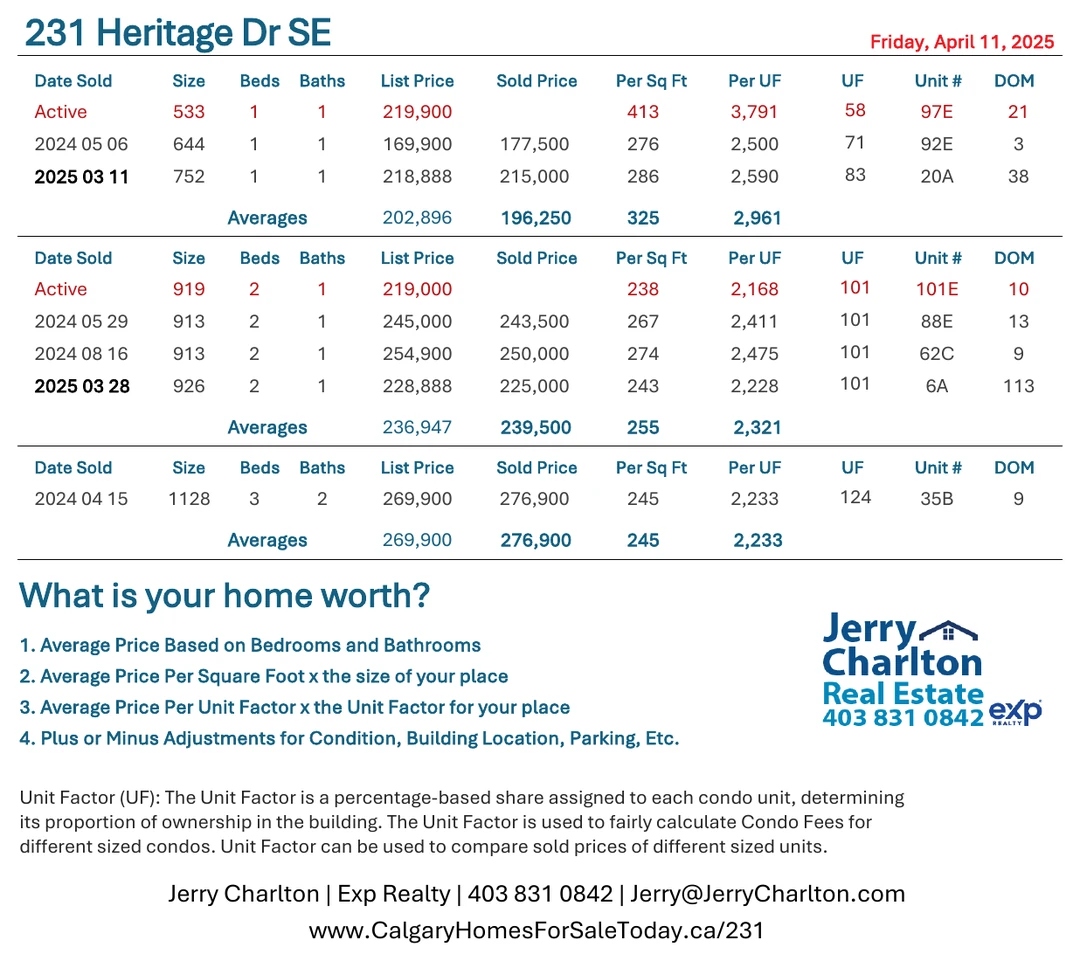 231 Heritage Dr SE
Friday, April 11, 2025
Date Sold Size Beds Baths List Price Sold Price Per Sq Ft Per UF UF Unit # DOM
Active 533 1 1 219,900 413 3,791 58 97E 21
2024 05 06 644 1 1 169,900 177,500 276 2,500 71 92E 3
2025 03 11 752 1 1 218,888 215,000 286 2,590 83 20A 38
Averages 202,896 196,250 325 2,961
Date Sold Size Beds Baths List Price Sold Price Per Sq Ft Per UF UF Unit # DOM
Active 919 2 1 219,000 238 2,168 101 101E 10
2024 05 29 913 2 1 245,000 243,500 267 2,411 101 88E 13
2024 08 16 913 2 1 254,900 250,000 274 2,475 101 62C 9
2025 03 28 926 2 1 228,888 225,000 243 2,228 101 6A 113
Averages 236,947 239,500 255 2,321
Date Sold Size Beds Baths List Price Sold Price Per Sq Ft Per UF UF Unit # DOM
2024 04 15 1128 3 2 269,900 276,900 245 2,233 124 35B 9
Averages 269,900 276,900 245 2,233
What is your home worth?
1. Average Price Based on Bedrooms and Bathrooms
2. Average Price Per Square Foot x the size of your place
3. Average Price Per Unit Factor x the Unit Factor for your place
4. Plus or Minus Adjustments for Condition, Building Location, Parking, Etc.
Jerry
Charlton
Real Estate
403 831 0842 exp
REALTY
Unit Factor (UF): The Unit Factor is a percentage-based share assigned to each condo unit, determining
its proportion of ownership in the building. The Unit Factor is used to fairly calculate Condo Fees for
different sized condos. Unit Factor can be used to compare sold prices of different sized units.
Jerry Charlton | Exp Realty | 403 831 0842 | Jerry@JerryCharlton.com
www.CalgaryHomesForSaleToday.ca/231